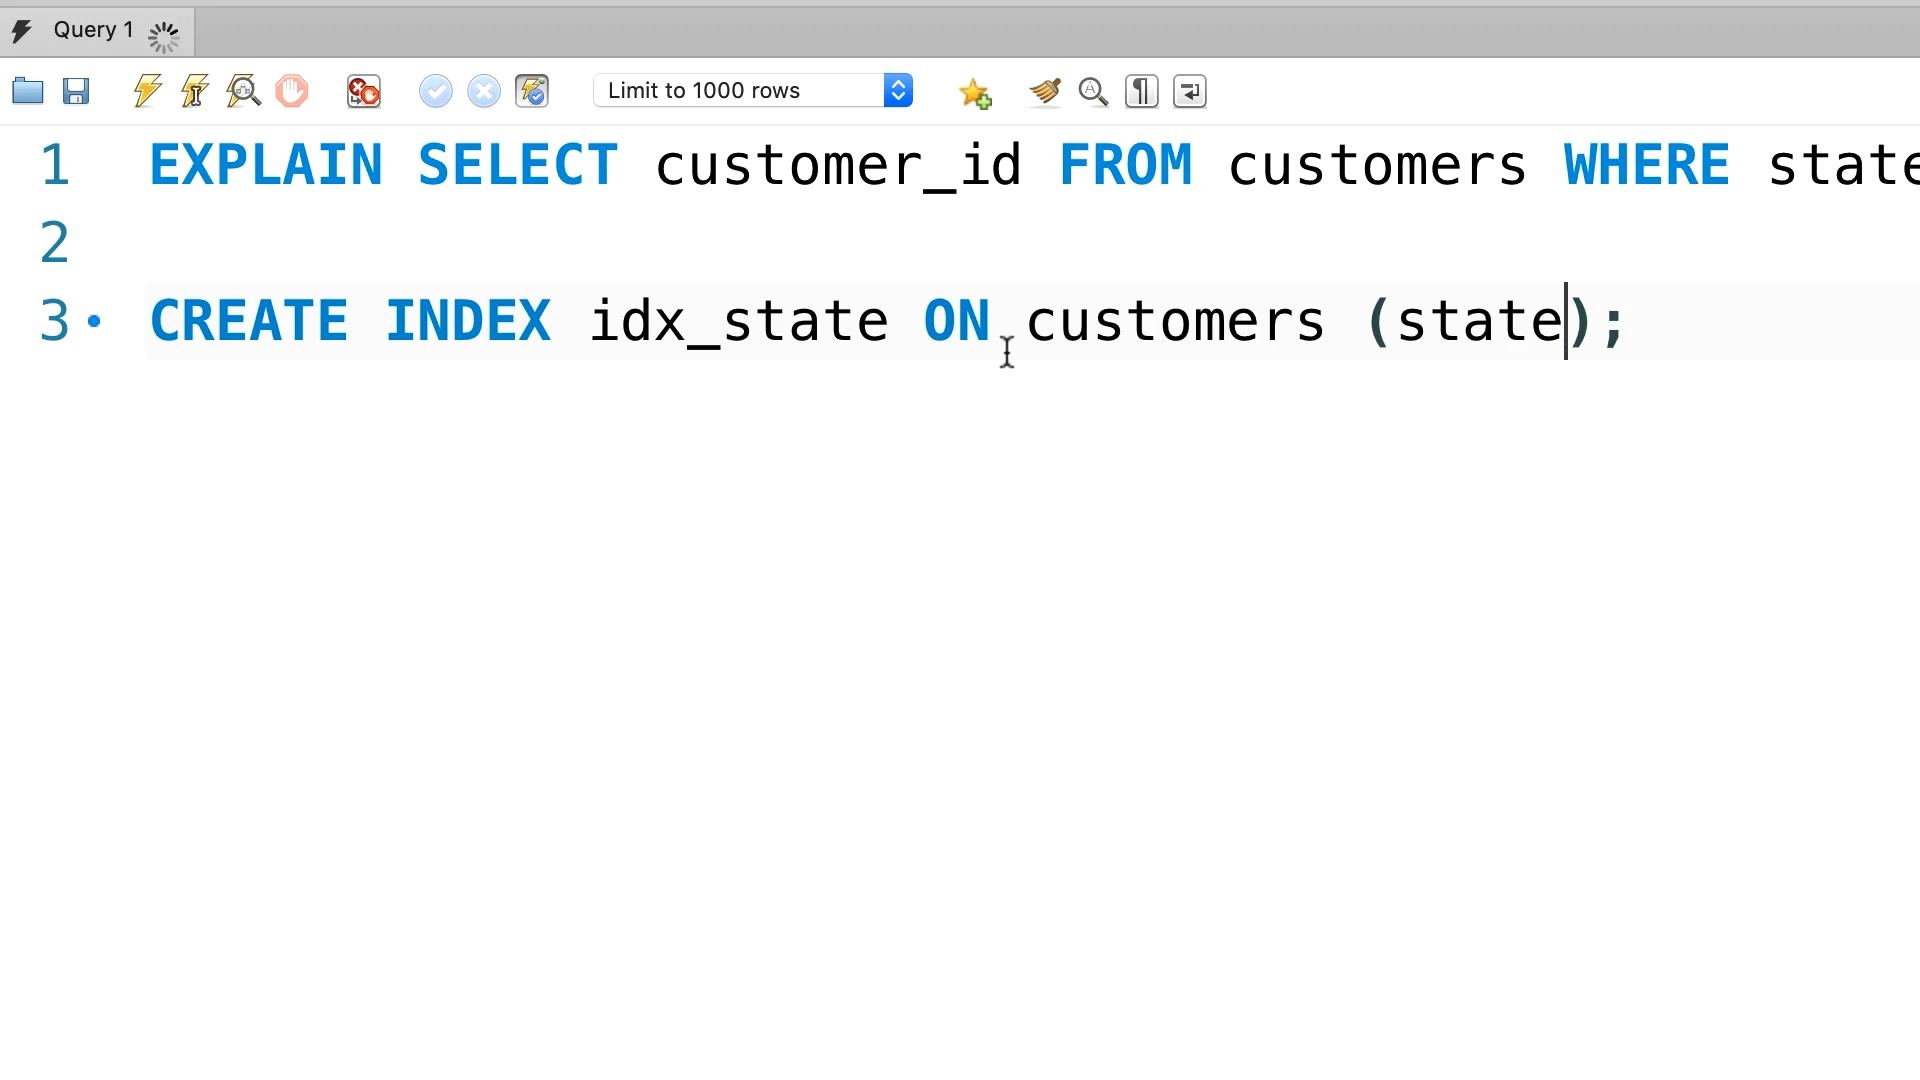 Query 1
Limit to 1000 rows
1 EXPLAIN SELECT customer_id FROM customers WHERE state
2
3 CREATE INDEX idx_state ON customers (state);